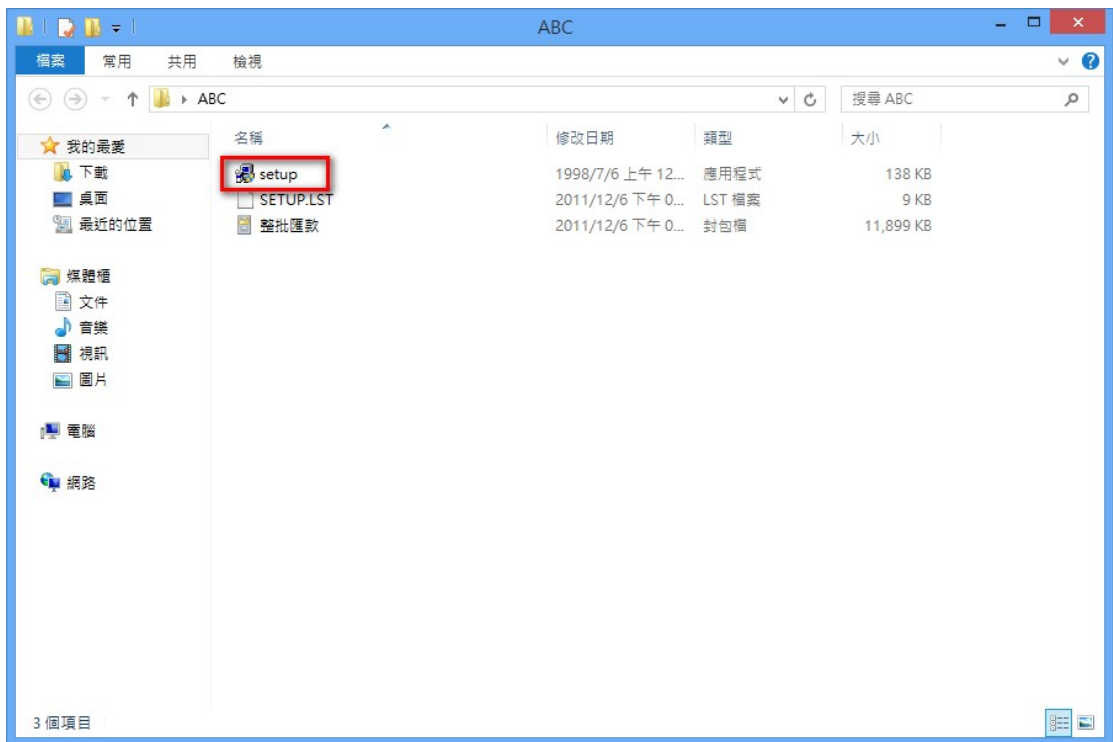 ABC
檔案 常用 共用 檢視
ABC 搜尋 ABC
名稱 修改日期 類型 大小
我的最愛
下載
桌面
最近的位置
媒體櫃
文件
音樂
視訊
圖片
電腦
網路
setup 1998/7/6 上午 12... 應用程式 138 KB
SETUP.LST 2011/12/6 下午 0... LST 檔案 9 KB
整批匯款 2011/12/6 下午 0... 封包檔 11,899 KB
3 個項目